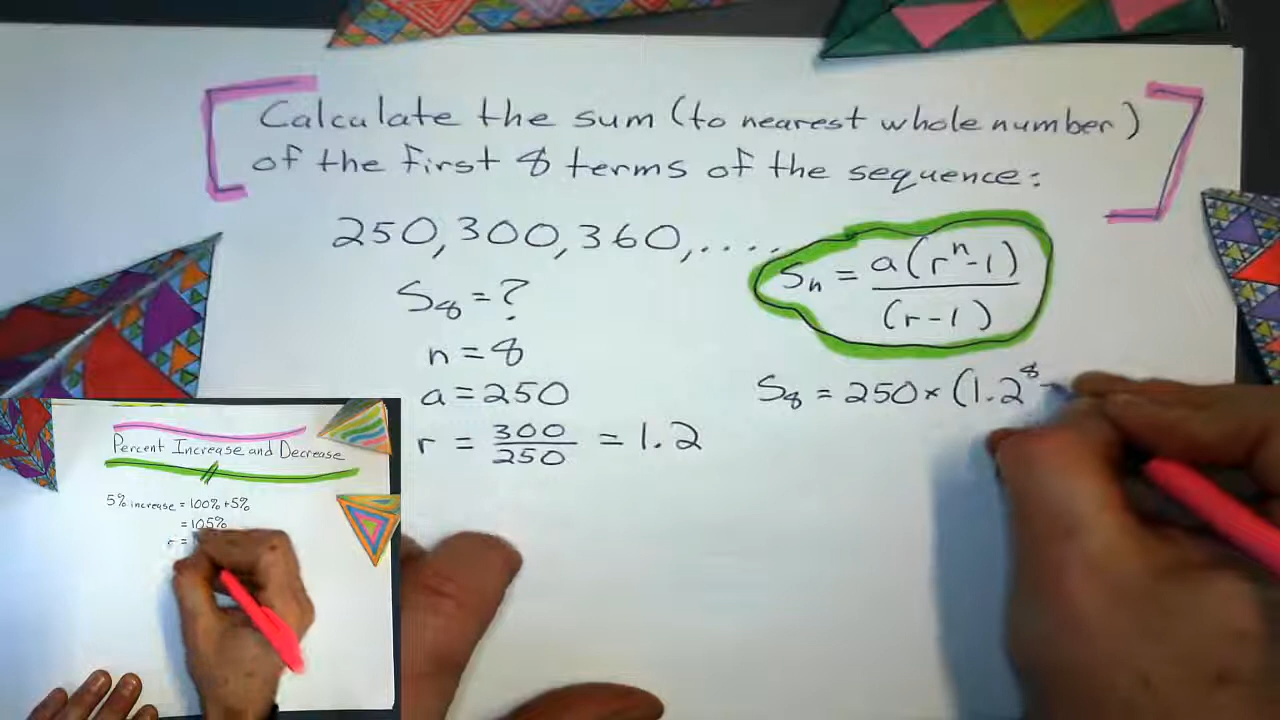 Calculate the sum (to nearest whole number)
of the first 8 terms of the sequence:
250, 300, 360, ....
S8 = ?
n = 8
a = 250
r = 300/250 = 1.2
Sn = a(r^n - 1)/(r - 1)
S8 = 250 × (1.2^8 -
Percent Increase and Decrease
5% increase = 100% + 5%
= 105%
r =